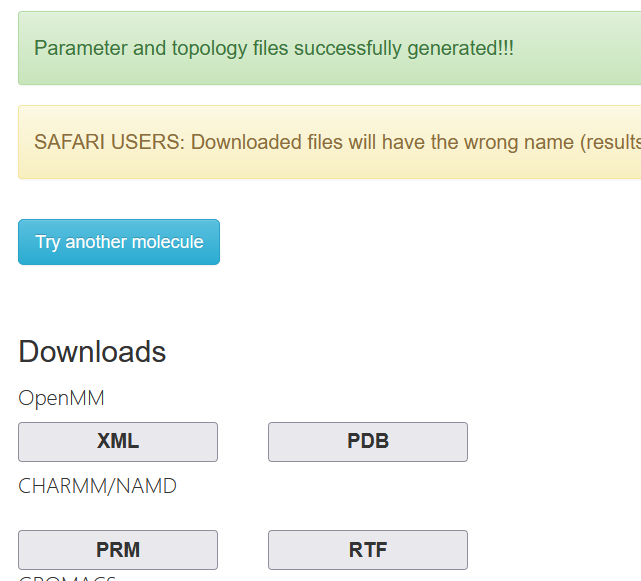 Parameter and topology files successfully generated!!!
SAFARI USERS: Downloaded files will have the wrong name (results
Try another molecule
Downloads
OpenMM
XML PDB
CHARMM/NAMD
PRM RTF
GROMACS